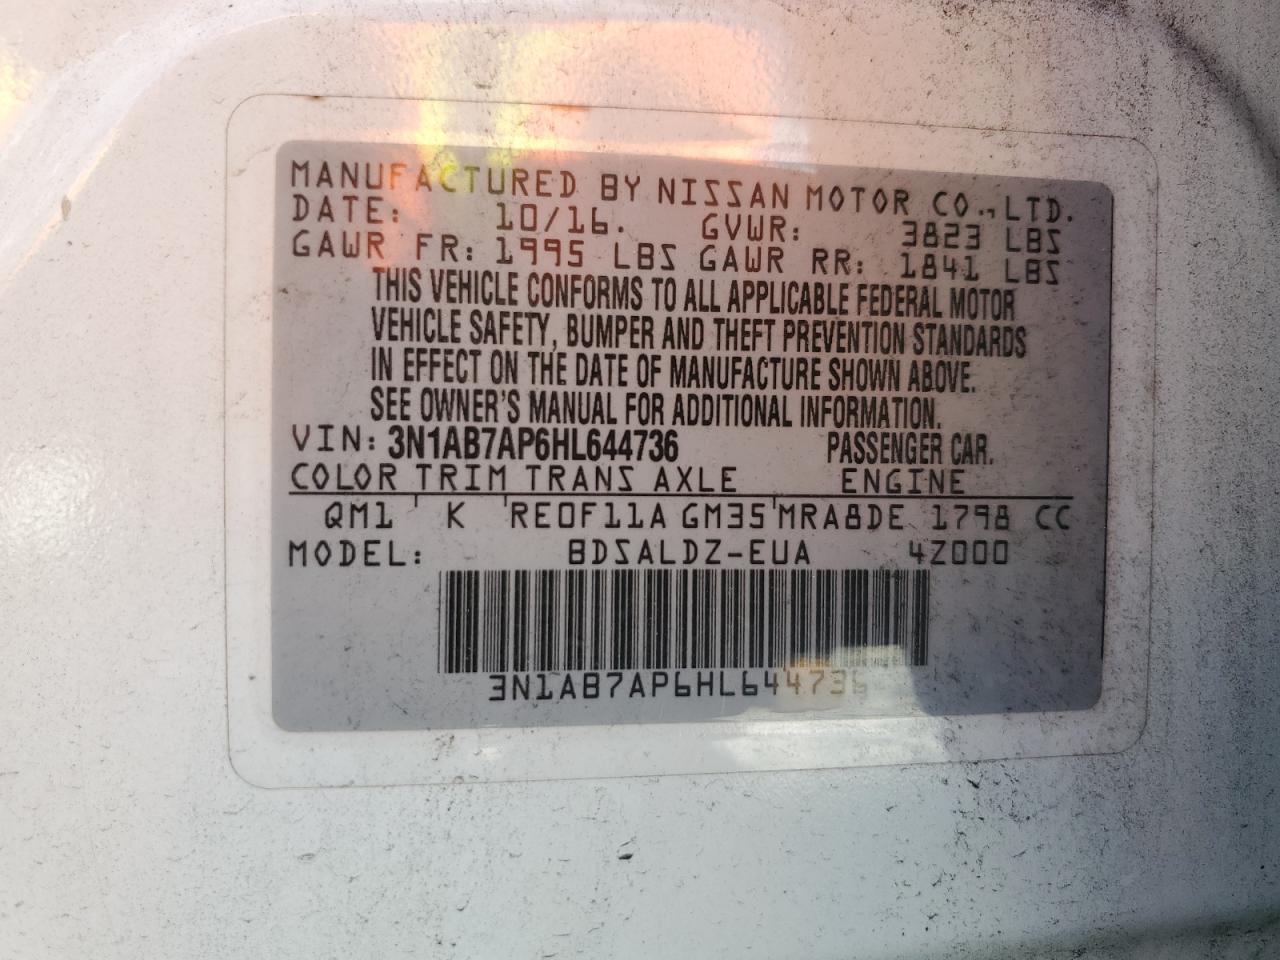 MANUFACTURED BY NISSAN MOTOR CO.,LTD.
DATE: 10/16. GVWR: 3823 LBS
GAWR FR: 1995 LBS GAWR RR: 1841 LBS
THIS VEHICLE CONFORMS TO ALL APPLICABLE FEDERAL MOTOR
VEHICLE SAFETY, BUMPER AND THEFT PREVENTION STANDARDS
IN EFFECT ON THE DATE OF MANUFACTURE SHOWN ABOVE.
SEE OWNER'S MANUAL FOR ADDITIONAL INFORMATION.
VIN: 3N1AB7AP6HL644736 PASSENGER CAR.
COLOR TRIM TRANS AXLE ENGINE
QM1 K RE0F11A GM35 MRA8DE 1798 CC
MODEL: BDSALDZ-EUA 4Z000
3N1AB7AP6HL644736